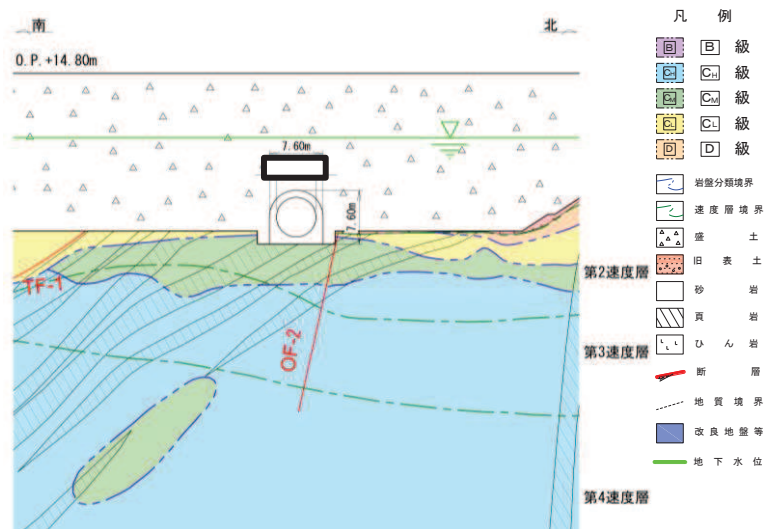 南
北
O.P.+14.80m
7.60m
7.60m
TF-1
OF-2
第2速度層
第3速度層
第4速度層
凡 例
B B 級
CH CH 級
CM CM 級
CL CL 級
D D 級
岩盤分類境界
速度層境界
盛 土
旧 表 土
砂 岩
頁 岩
ひ ん 岩
断 層
地 質 境 界
改 良 地 盤 等
地 下 水 位